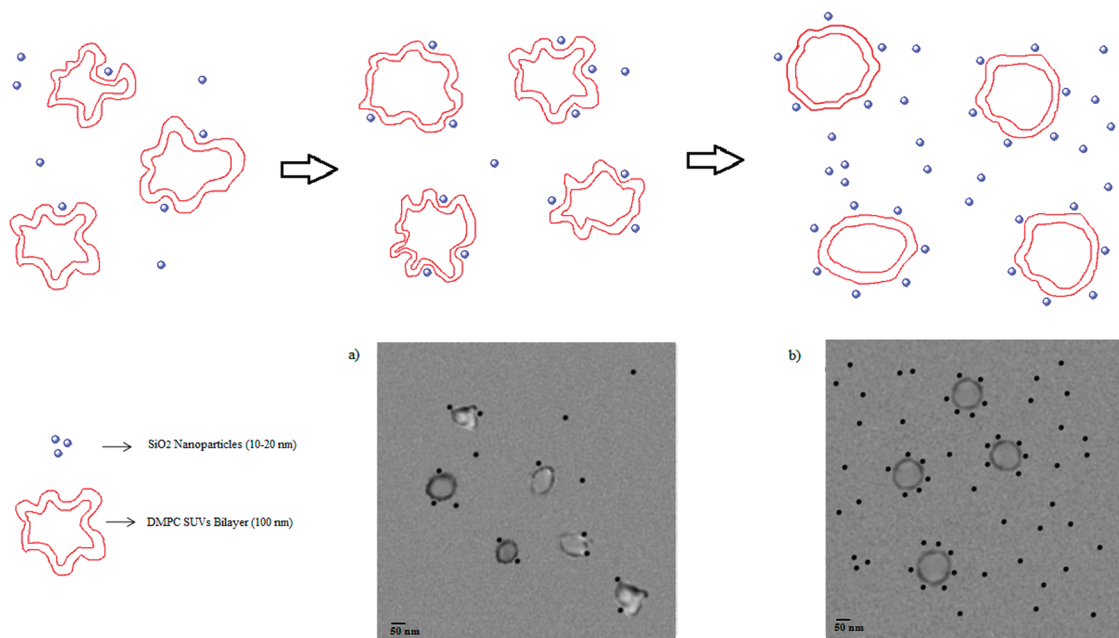 a)
b)
SiO2 Nanoparticles (10-20 nm)
DMPC SUVs Bilayer (100 nm)
50 nm
50 nm